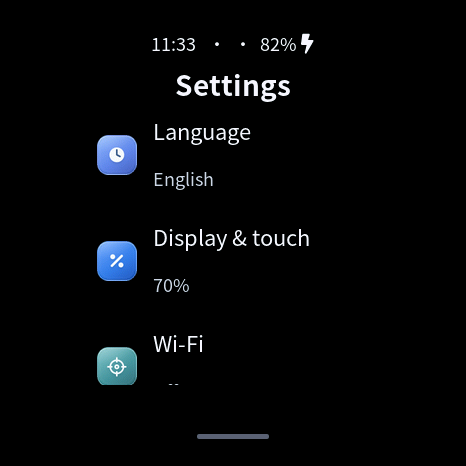 11:33 • • 82%
Settings
Language
English
Display & touch
70%
Wi-Fi